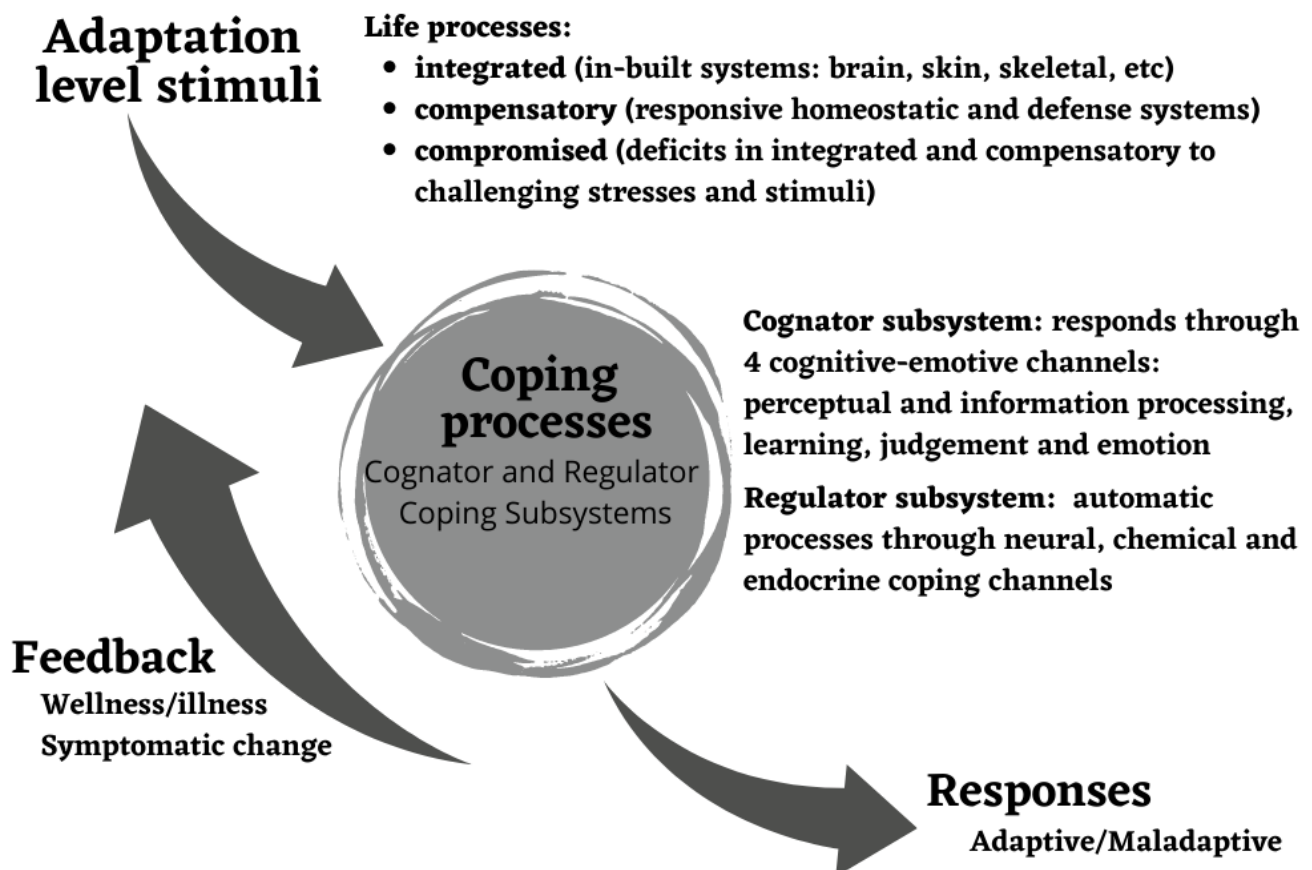 Adaptation
level stimuli
Life processes:
• integrated (in-built systems: brain, skin, skeletal, etc)
• compensatory (responsive homeostatic and defense systems)
• compromised (deficits in integrated and compensatory to
challenging stresses and stimuli)
Coping
processes
Cognator and Regulator
Coping Subsystems
Cognator subsystem: responds through
4 cognitive-emotive channels:
perceptual and information processing,
learning, judgement and emotion
Regulator subsystem: automatic
processes through neural, chemical and
endocrine coping channels
Feedback
Wellness/illness
Symptomatic change
Responses
Adaptive/Maladaptive